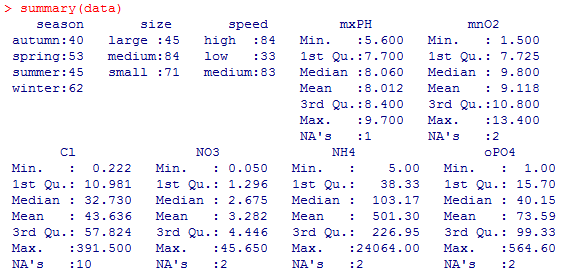 > summary(data)
season size speed mxPH mnO2
autumn:40 large :45 high :84 Min. :5.600 Min. : 1.500
spring:53 medium:84 low :33 1st Qu.:7.700 1st Qu.: 7.725
summer:45 small :71 medium:83 Median :8.060 Median : 9.800
winter:62 Mean :8.012 Mean : 9.118
3rd Qu.:8.400 3rd Qu.:10.800
Max. :9.700 Max. :13.400
NA's :1 NA's :2
Cl NO3 NH4 oPO4
Min. : 0.222 Min. : 0.050 Min. : 5.00 Min. : 1.00
1st Qu.: 10.981 1st Qu.: 1.296 1st Qu.: 38.33 1st Qu.: 15.70
Median : 32.730 Median : 2.675 Median : 103.17 Median : 40.15
Mean : 43.636 Mean : 3.282 Mean : 501.30 Mean : 73.59
3rd Qu.: 57.824 3rd Qu.: 4.446 3rd Qu.: 226.95 3rd Qu.: 99.33
Max. :391.500 Max. :45.650 Max. :24064.00 Max. :564.60
NA's :10 NA's :2 NA's :2 NA's :2